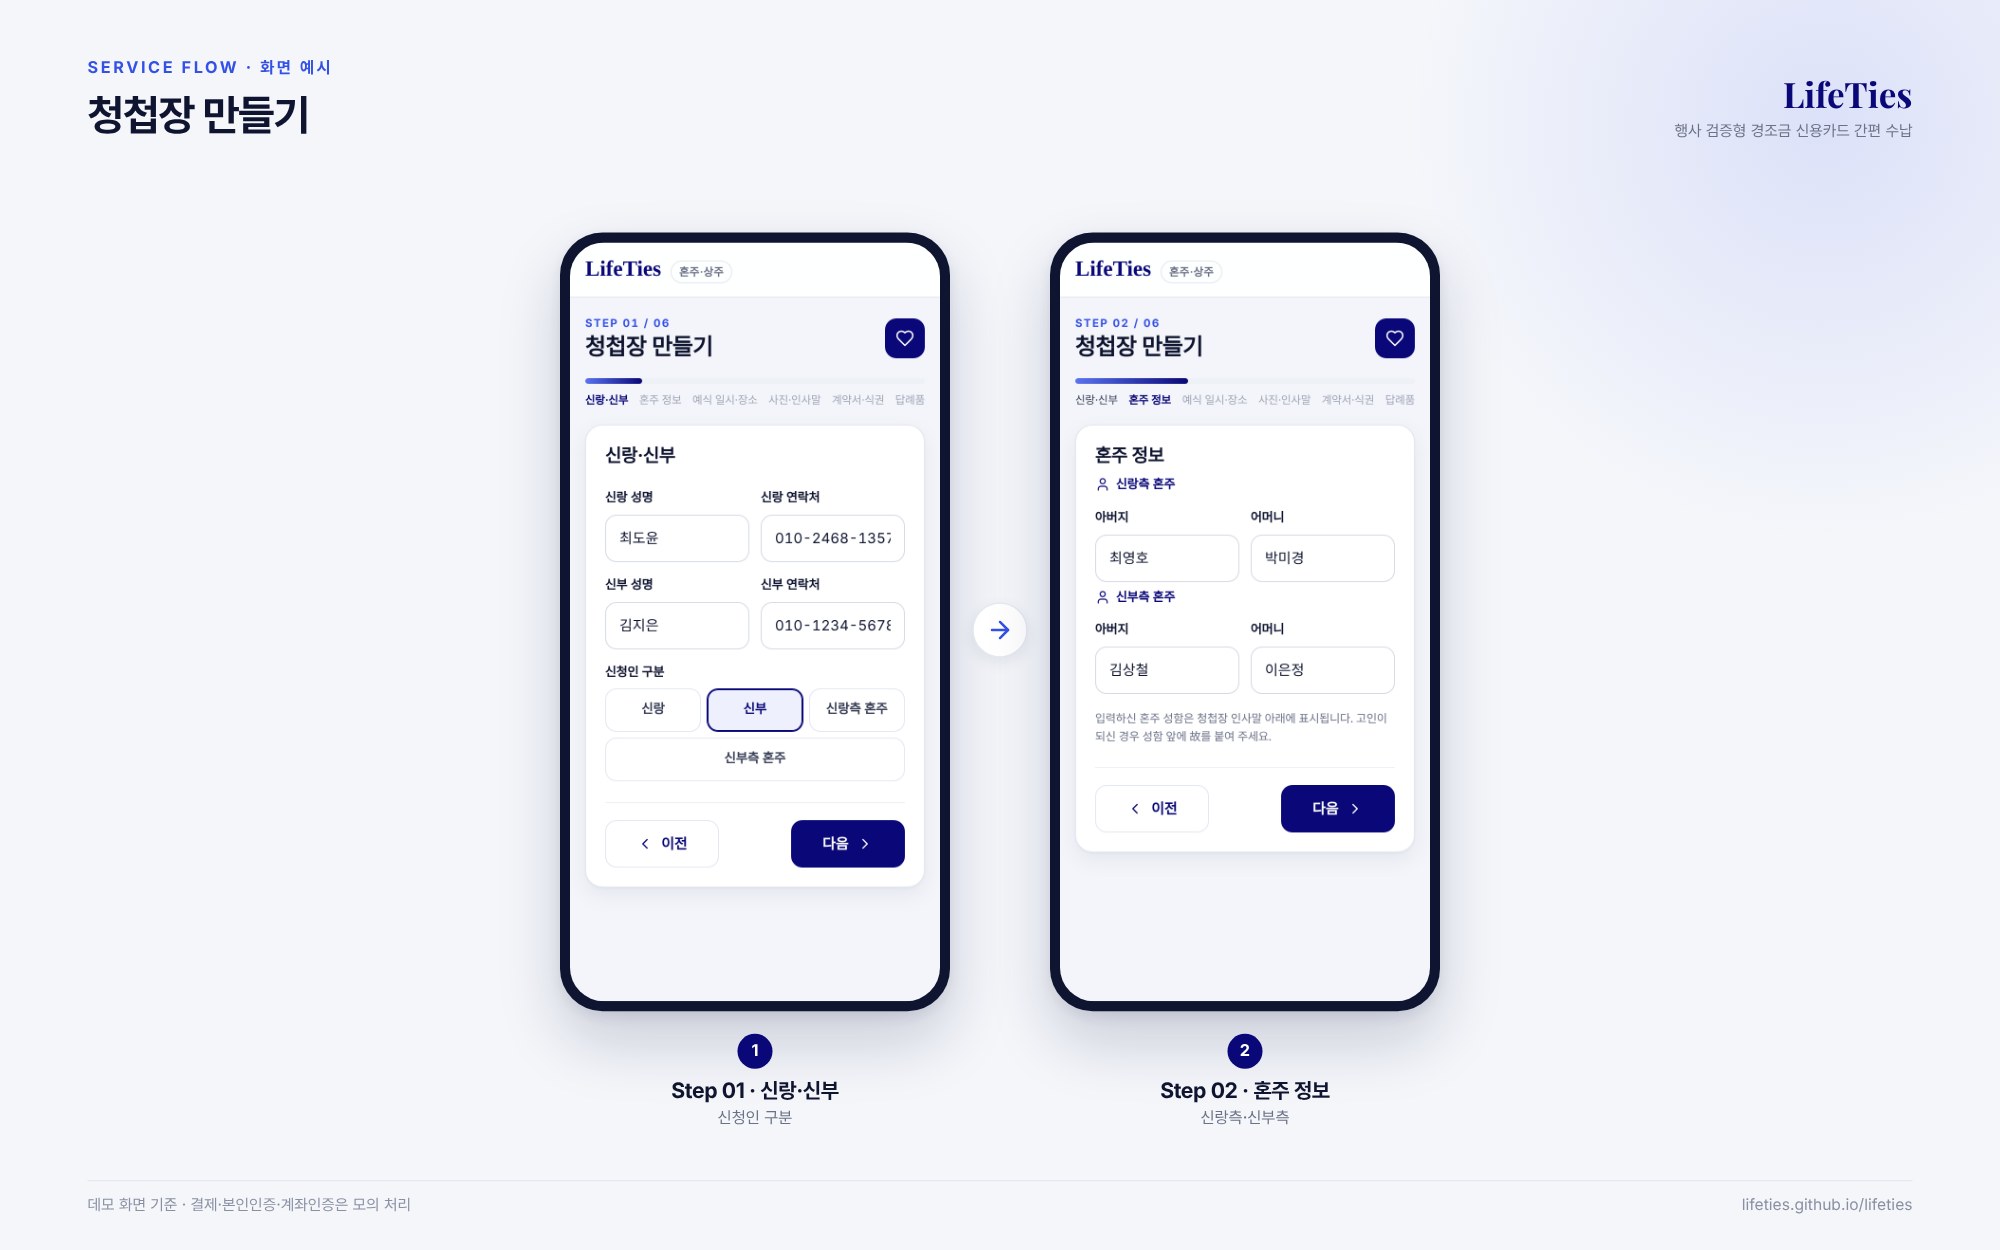 SERVICE FLOW · 화면 예시
청첩장 만들기
LifeTies
행사 검증형 경조금 신용카드 간편 수납
LifeTies 혼주·상주
STEP 01 / 06
청첩장 만들기
신랑·신부 혼주 정보 예식 일시·장소 사진·인사말 계약서·식권 답례품
신랑·신부
신랑 성명 신랑 연락처
최도윤 010-2468-1357
신부 성명 신부 연락처
김지은 010-1234-5678
신청인 구분
신랑 신부 신랑측 혼주
신부측 혼주
이전 다음
LifeTies 혼주·상주
STEP 02 / 06
청첩장 만들기
신랑·신부 혼주 정보 예식 일시·장소 사진·인사말 계약서·식권 답례품
혼주 정보
신랑측 혼주
아버지 어머니
최영호 박미경
신부측 혼주
아버지 어머니
김상철 이은정
입력하신 혼주 성함은 청첩장 인사말 아래에 표시됩니다. 고인이
되신 경우 성함 앞에 故를 붙여 주세요.
이전 다음
1
Step 01 · 신랑·신부
신청인 구분
2
Step 02 · 혼주 정보
신랑측·신부측
데모 화면 기준 · 결제·본인인증·계좌인증은 모의 처리
lifeties.github.io/lifeties